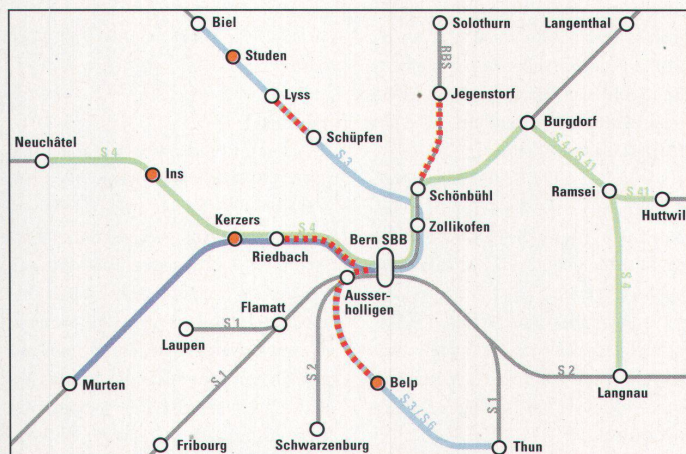 Biel
Solothurn
Langenthal
Studen
RBS
Lyss
Jegenstorf
Schüpfen
Burgdorf
Neuchâtel
S 4
S 3
S 4 / S 41
Ins
Schönbühl
Ramsei
S 41
Huttwil
Kerzers
S 4
Zollikofen
Riedbach
Bern SBB
Ausser-
holligen
S 4
Flamatt
S 1
Laupen
S 1
S 2
Belp
S 3 / S 6
S 1
S 2
Langnau
Murten
Fribourg
Schwarzenburg
Thun